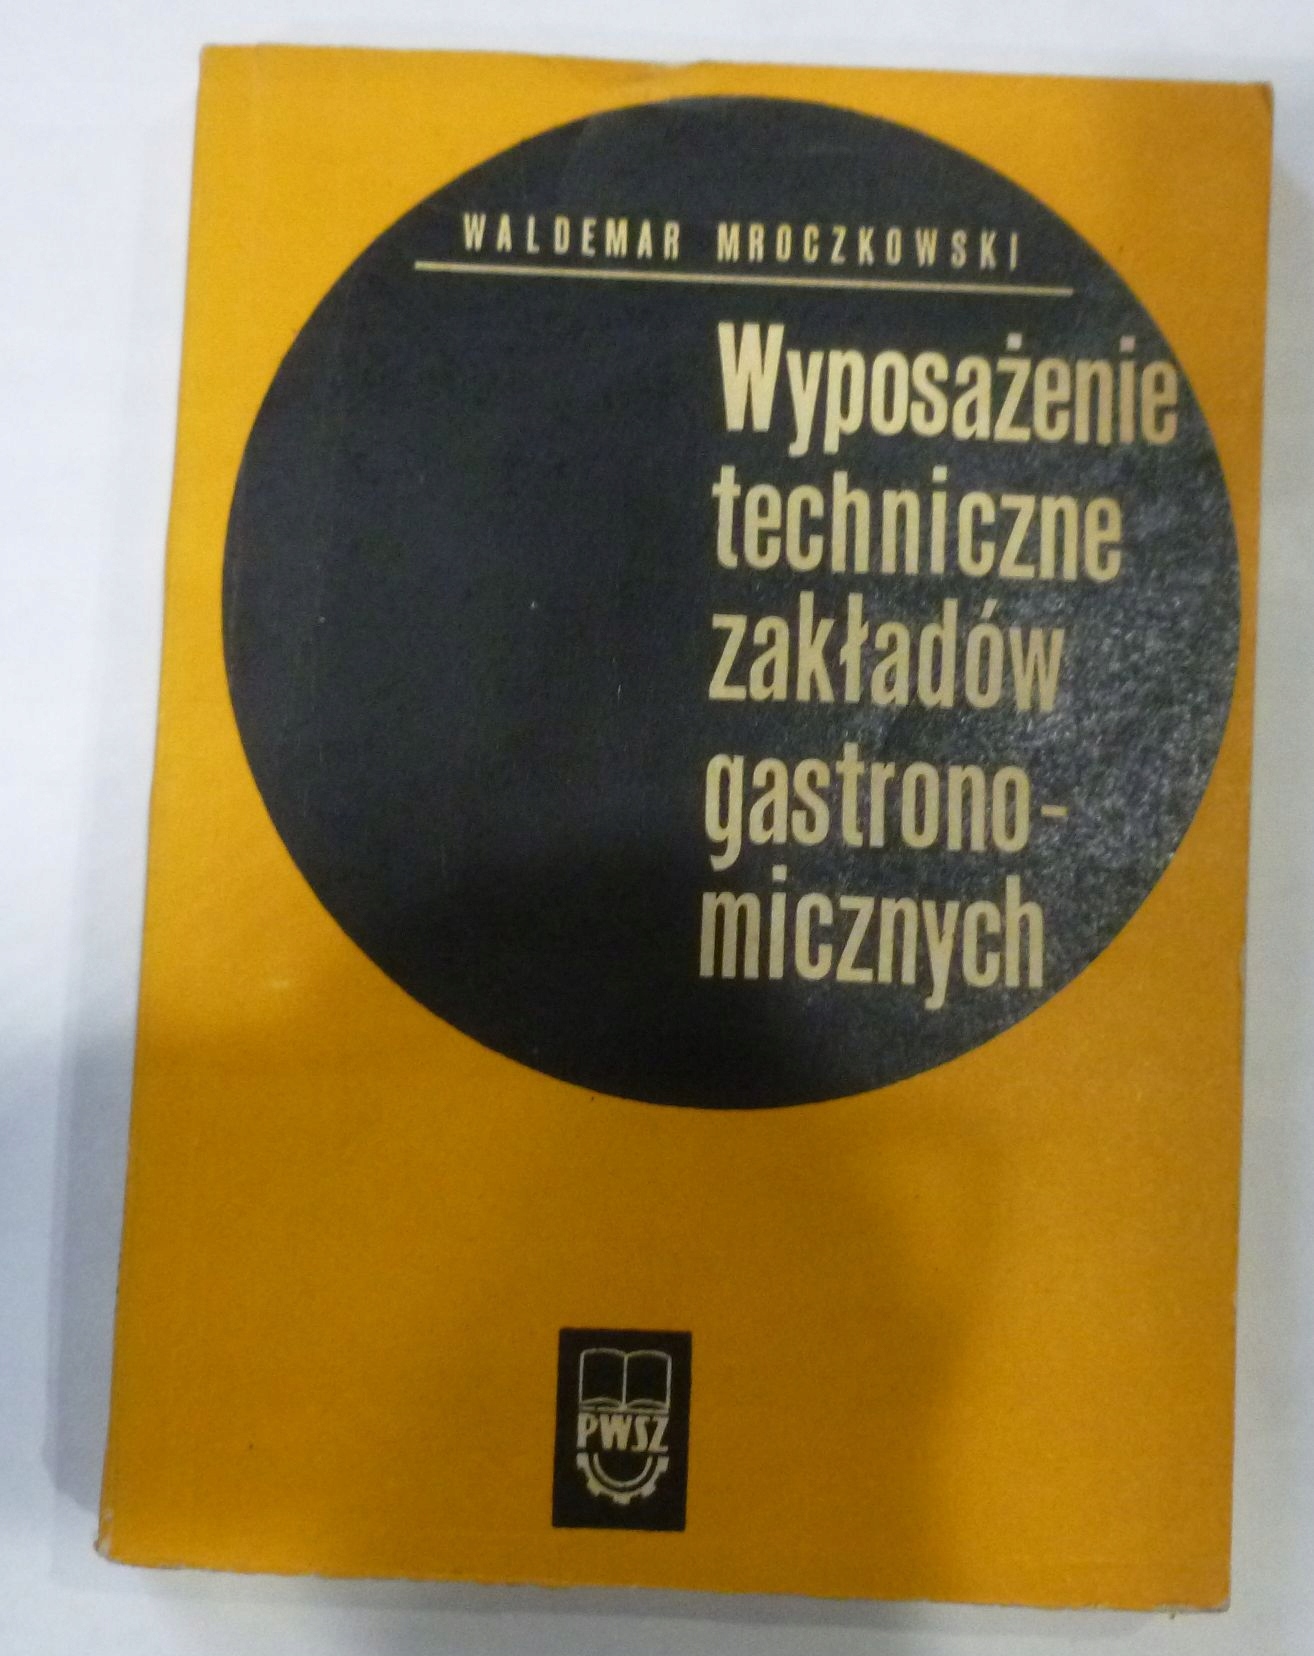 WALDEMAR MROCZKOWSKI
Wyposażenie
techniczne
zakładów
gastrono-
micznych
PWSZ